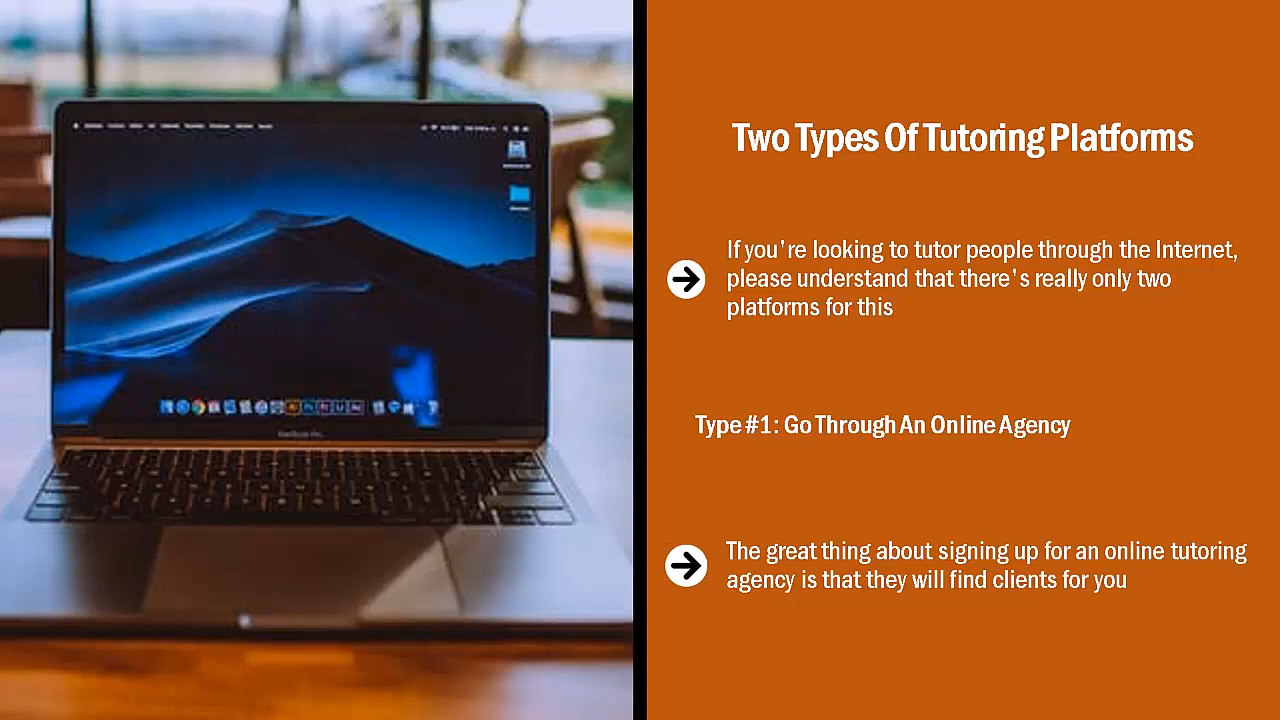 Two Types Of Tutoring Platforms
If you're looking to tutor people through the Internet,
please understand that there's really only two
platforms for this
Type #1: Go Through An Online Agency
The great thing about signing up for an online tutoring
agency is that they will find clients for you